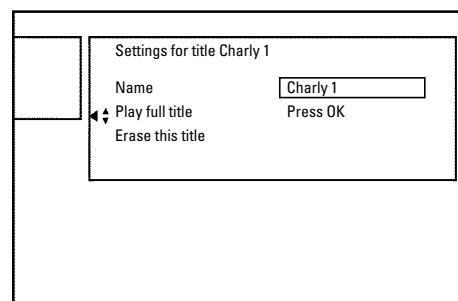 Settings for title Charly 1
Name Charly 1
Play full title Press OK
Erase this title